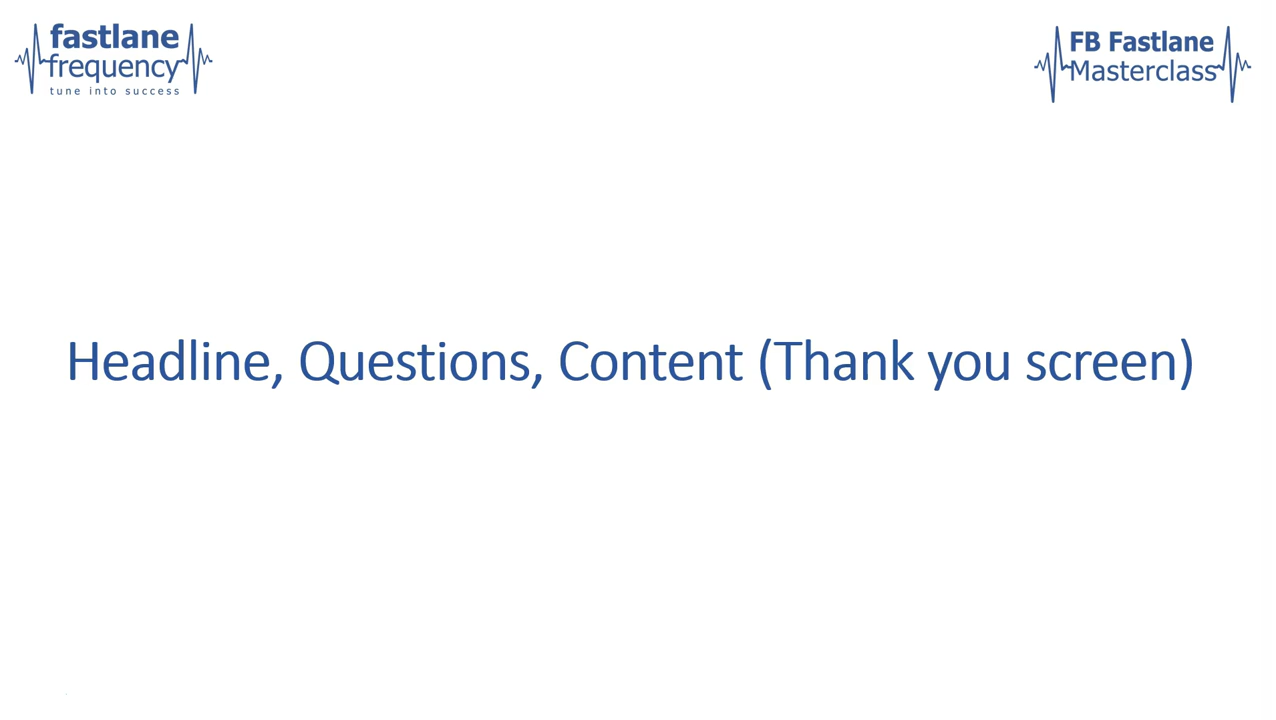 fastlane
frequency
tune into success
FB Fastlane
Masterclass
Headline, Questions, Content (Thank you screen)